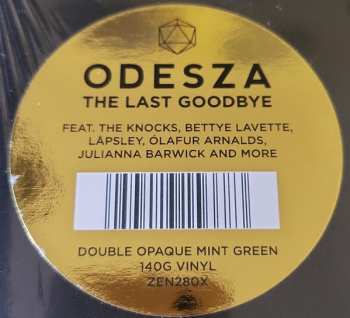 ODESZA
THE LAST GOODBYE
FEAT. THE KNOCKS, BETTYE LAVETTE,
LÅPSLEY, ÓLAFUR ARNALDS,
JULIANNA BARWICK AND MORE
DOUBLE OPAQUE MINT GREEN
140G VINYL
ZEN280X